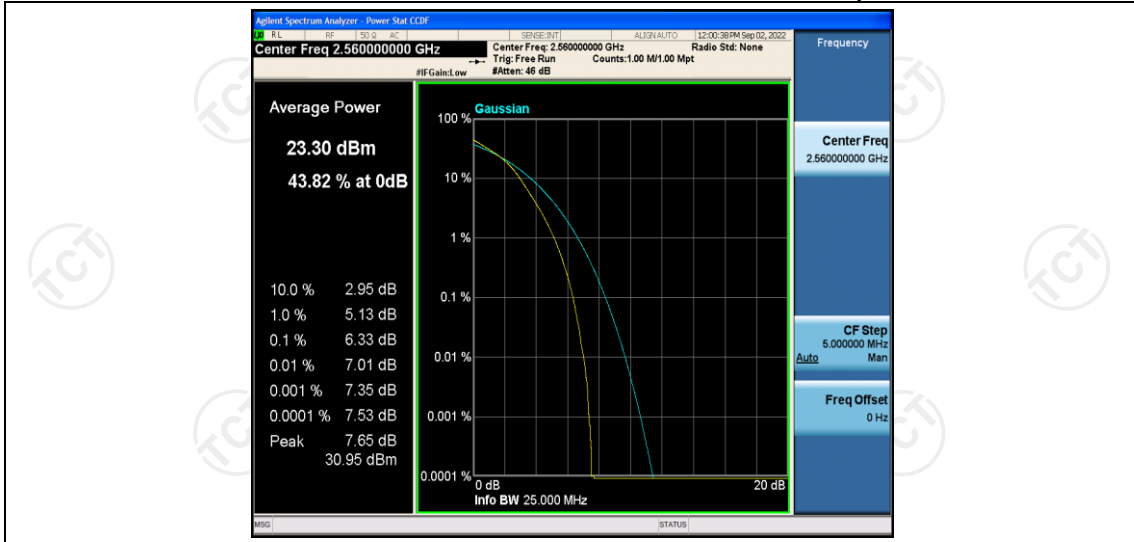 Agilent Spectrum Analyzer - Power Stat CCDF
LXI RL RF 50 Ω AC SENSE:INT ALIGN AUTO 12:00:38 PM Sep 02, 2022
Center Freq 2.560000000 GHz
Center Freq: 2.560000000 GHz Radio Std: None
Trig: Free Run Counts:1.00 M/1.00 Mpt
#IFGain:Low #Atten: 46 dB
Frequency
Average Power
23.30 dBm
43.82 % at 0dB
10.0 % 2.95 dB
1.0 % 5.13 dB
0.1 % 6.33 dB
0.01 % 7.01 dB
0.001 % 7.35 dB
0.0001 % 7.53 dB
Peak 7.65 dB
30.95 dBm
Gaussian
100 %
10 %
1 %
0.1 %
0.01 %
0.001 %
0.0001 %
0 dB 20 dB
Info BW 25.000 MHz
Center Freq
2.560000000 GHz
CF Step
5.000000 MHz
Auto Man
Freq Offset
0 Hz
MSG STATUS
TCT
TCT
TCT
TCT
TCT
TCT